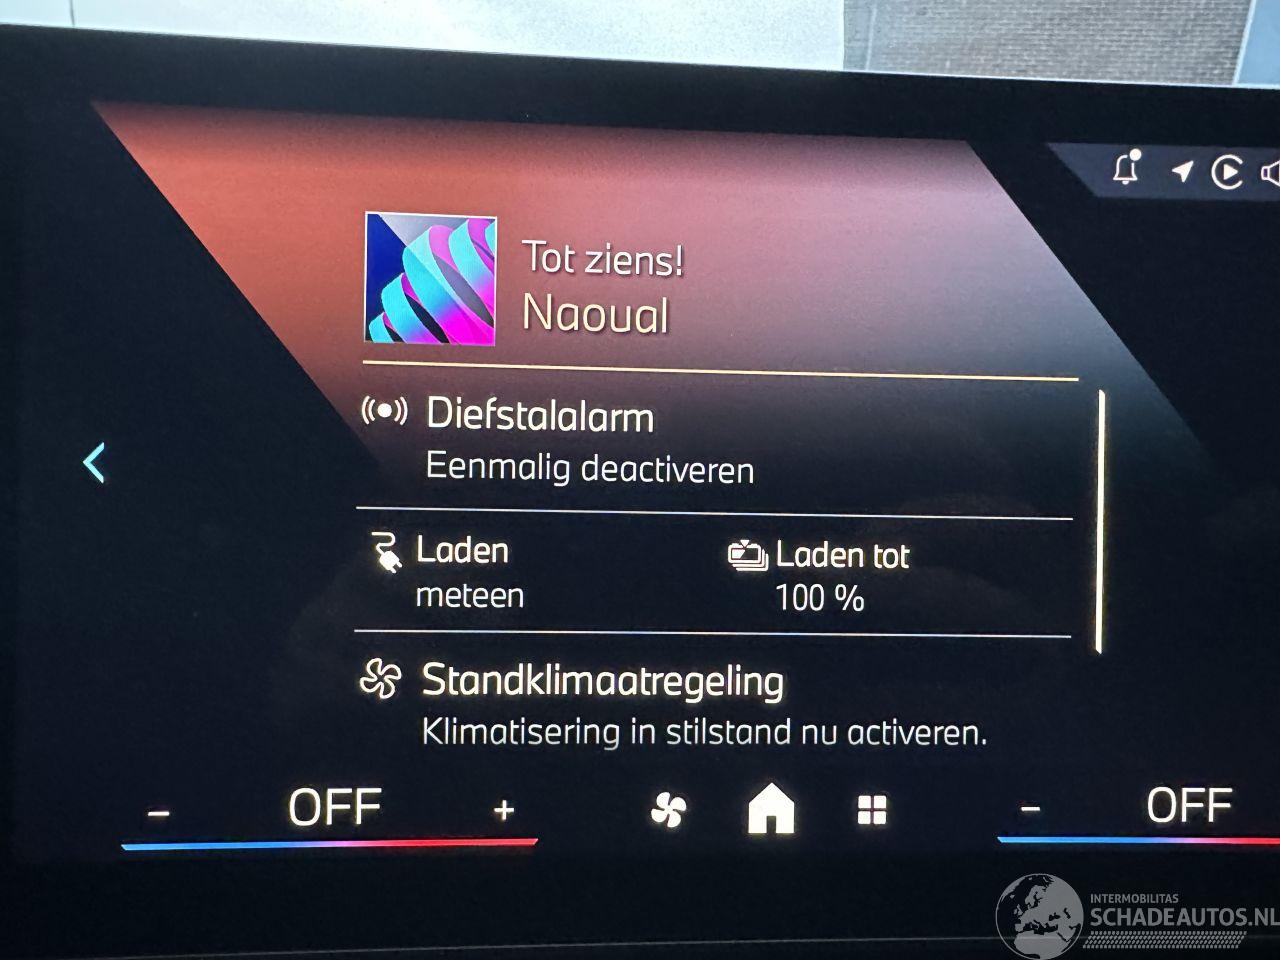 Tot ziens!
Naoual
Diefstalalarm
Eenmalig deactiveren
Laden
meteen
Laden tot
100 %
Standklimaatregeling
Klimatisering in stilstand nu activeren.
– OFF +
– OFF
INTERMOBILITAS
SCHADEAUTOS.NL